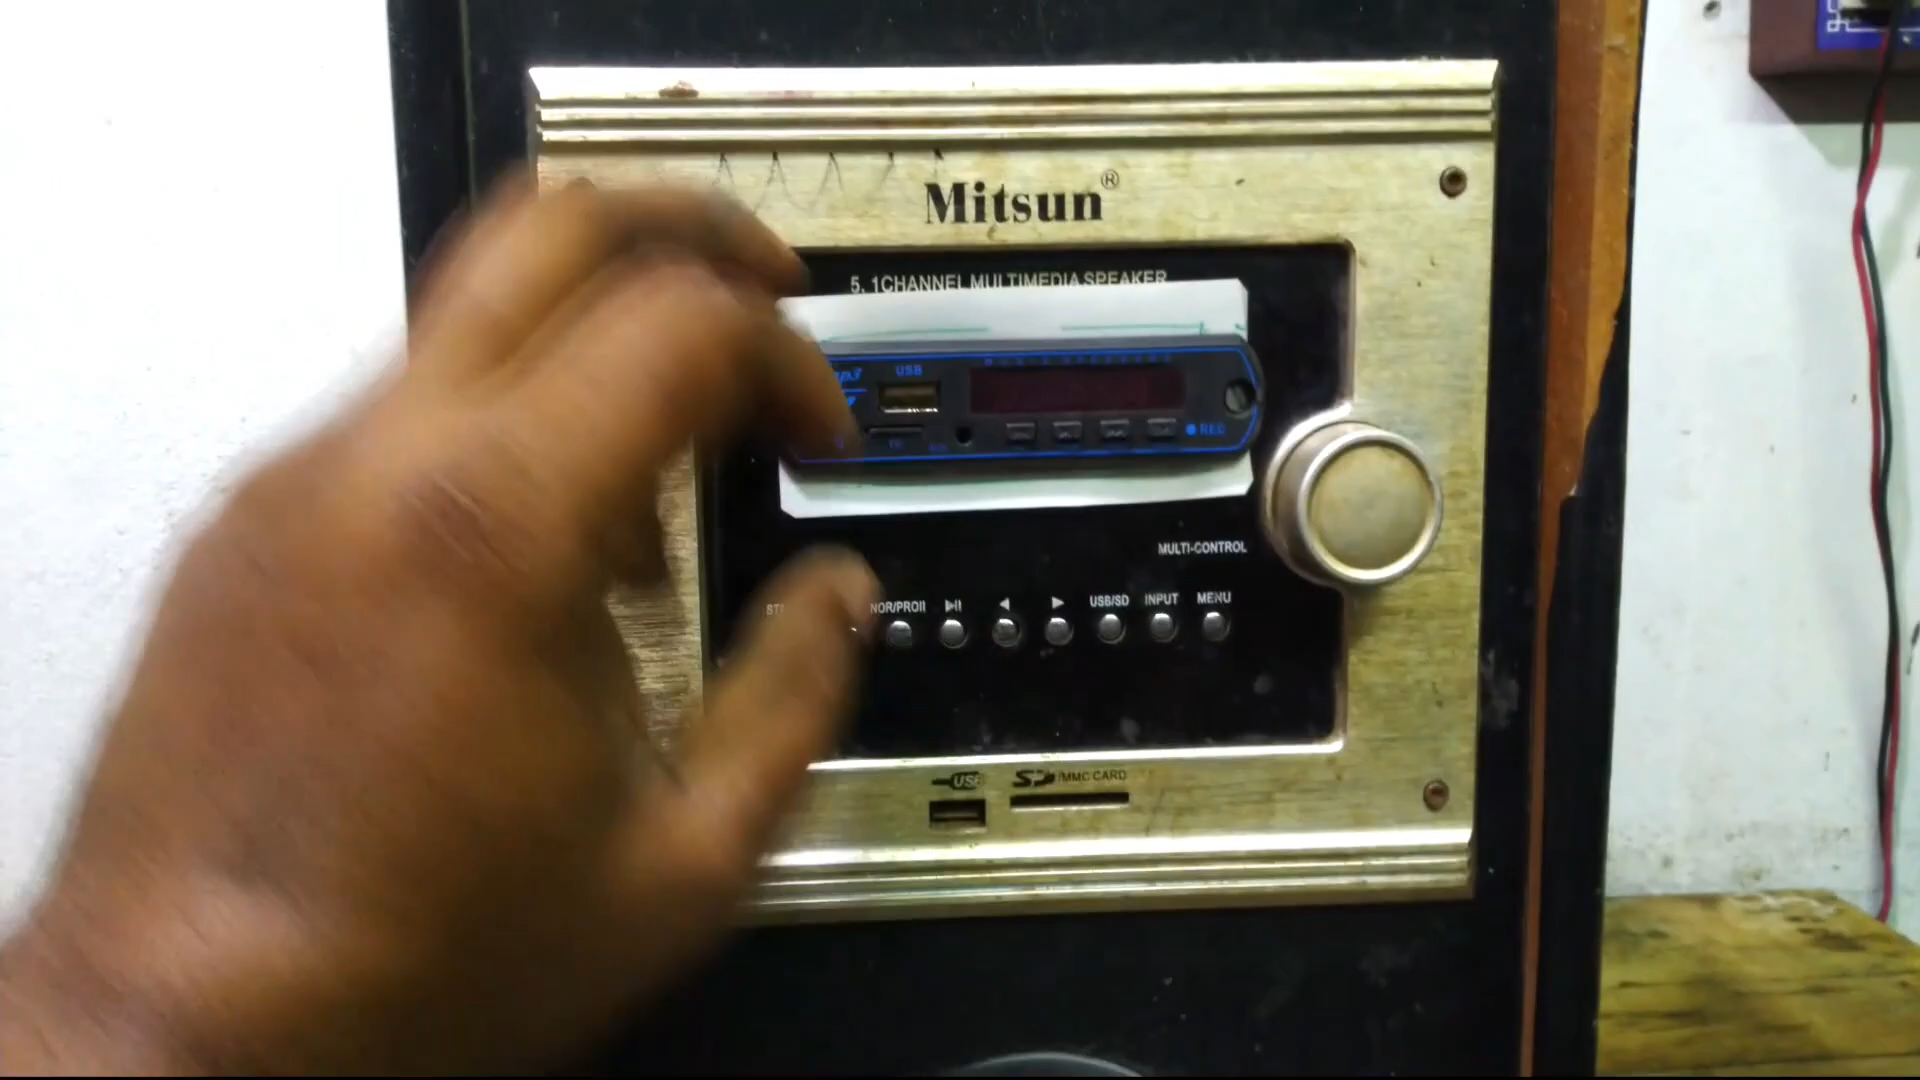 Mitsun®
5. 1CHANNEL MULTIMEDIA SPEAKER
USB
REC
MULTI-CONTROL
NOR/PROII USB/SD INPUT MENU
USB SD/MMC CARD